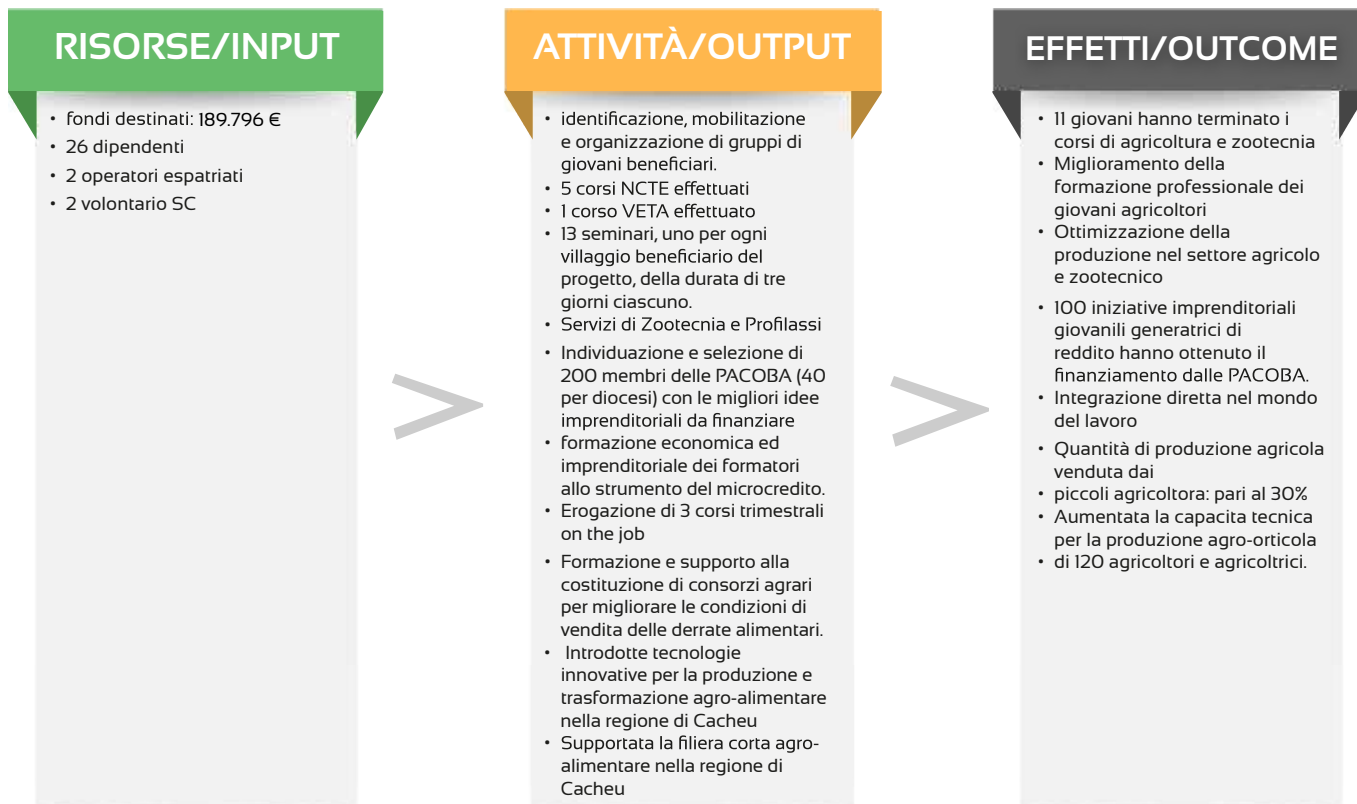 RISORSE/INPUT
• fondi destinati: 189.796 €
• 26 dipendenti
• 2 operatori espatriati
• 2 volontario SC
>
ATTIVITÀ/OUTPUT
• identificazione, mobilitazione
e organizzazione di gruppi di
giovani beneficiari.
• 5 corsi NCTE effettuati
• 1 corso VETA effettuato
• 13 seminari, uno per ogni
villaggio beneficiario del
progetto, della durata di tre
giorni ciascuno.
• Servizi di Zootecnia e Profilassi
• Individuazione e selezione di
200 membri delle PACOBA (40
per diocesi) con le migliori idee
imprenditoriali da finanziare
• formazione economica ed
imprenditoriale dei formatori
allo strumento del microcredito.
• Erogazione di 3 corsi trimestrali
on the job
• Formazione e supporto alla
costituzione di consorzi agrari
per migliorare le condizioni di
vendita delle derrate alimentari.
• Introdotte tecnologie
innovative per la produzione e
trasformazione agro-alimentare
nella regione di Cacheu
• Supportata la filiera corta agro-
alimentare nella regione di
Cacheu
>
EFFETTI/OUTCOME
• 11 giovani hanno terminato i
corsi di agricoltura e zootecnia
• Miglioramento della
formazione professionale dei
giovani agricoltori
• Ottimizzazione della
produzione nel settore agricolo
e zootecnico
• 100 iniziative imprenditoriali
giovanili generatrici di
reddito hanno ottenuto il
finanziamento dalle PACOBA.
• Integrazione diretta nel mondo
del lavoro
• Quantità di produzione agricola
venduta dai
• piccoli agricoltora: pari al 30%
• Aumentata la capacita tecnica
per la produzione agro-orticola
• di 120 agricoltori e agricoltrici.